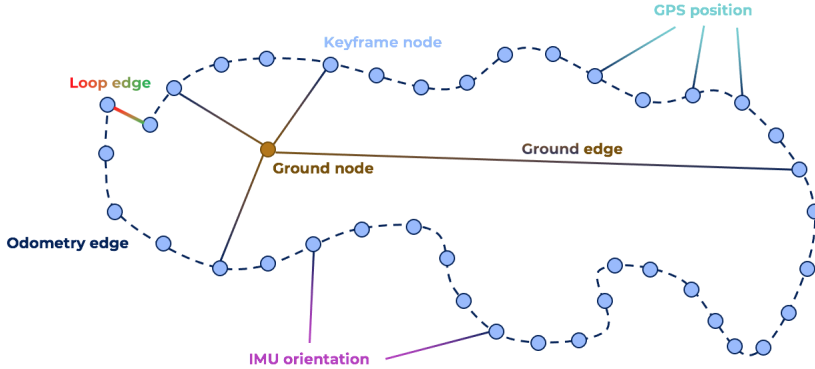 GPS position
Keyframe node
Loop edge
Ground edge
Ground node
Odometry edge
IMU orientation